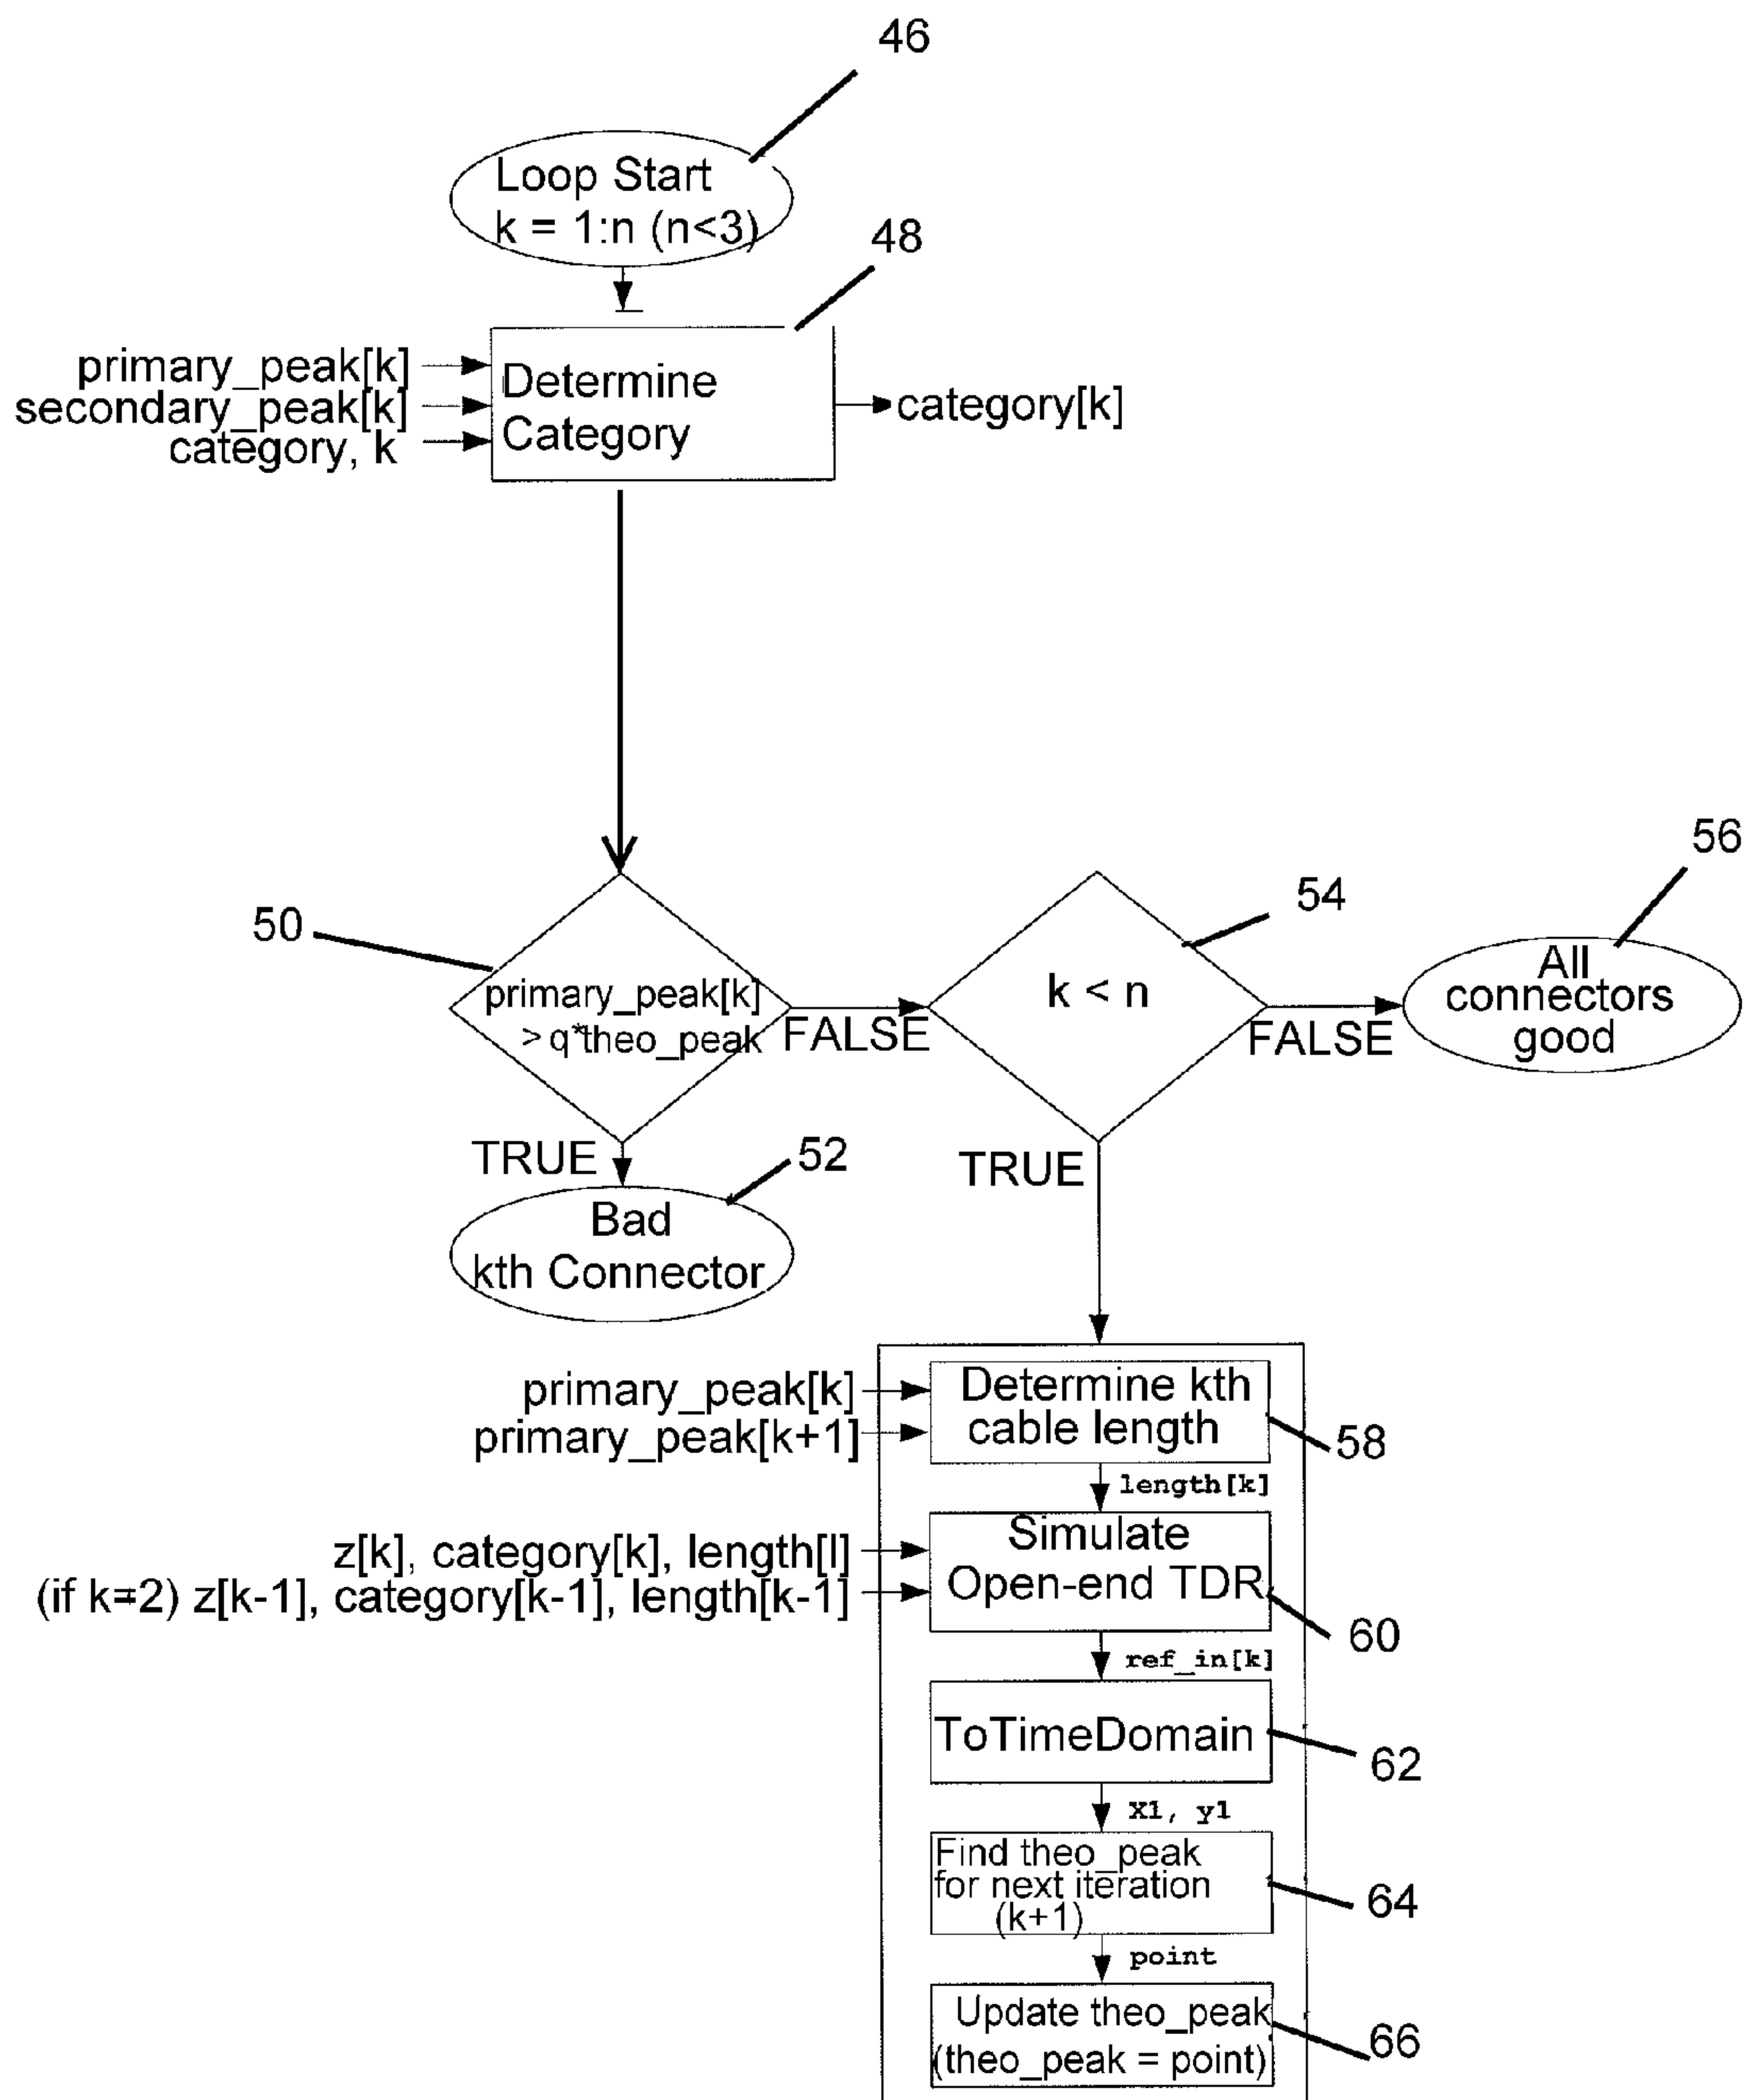 46
Loop Start
k = 1:n (n<3)
48
primary_peak[k]
secondary_peak[k]
category, k
Determine
Category
category[k]
50
primary_peak[k]
> q*theo_peak
FALSE
54
k < n
FALSE
56
All
connectors
good
TRUE
52
Bad
kth Connector
TRUE
primary_peak[k]
primary_peak[k+1]
Determine kth
cable length
58
length[k]
z[k], category[k], length[l]
(if k=2) z[k-1], category[k-1], length[k-1]
Simulate
Open-end TDR
60
ref_in[k]
ToTimeDomain
62
X1, y1
Find theo_peak
for next iteration
(k+1)
64
point
Update theo_peak
(theo_peak = point)
66